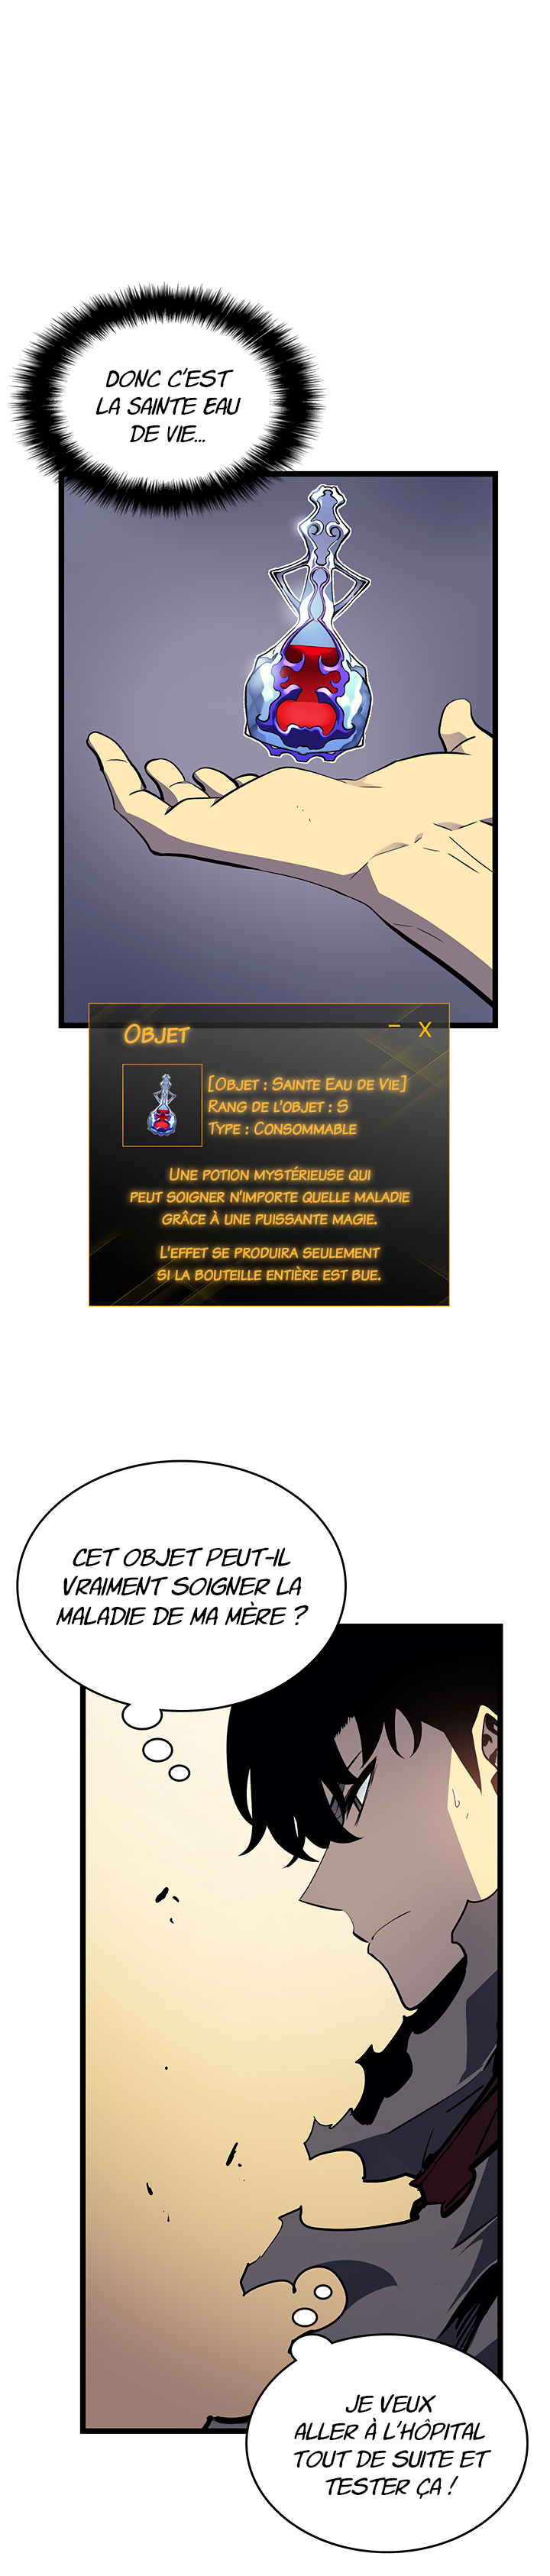 DONC C'EST
LA SAINTE EAU
DE VIE...
OBJET – X
[OBJET : SAINTE EAU DE VIE]
RANG DE L'OBJET : S
TYPE : CONSOMMABLE
UNE POTION MYSTÉRIEUSE QUI
PEUT SOIGNER N'IMPORTE QUELLE MALADIE
GRÂCE À UNE PUISSANTE MAGIE.
L'EFFET SE PRODUIRA SEULEMENT
SI LA BOUTEILLE ENTIÈRE EST BUE.
CET OBJET PEUT-IL
VRAIMENT SOIGNER LA
MALADIE DE MA MÈRE ?
JE VEUX
ALLER À L'HÔPITAL
TOUT DE SUITE ET
TESTER ÇA !